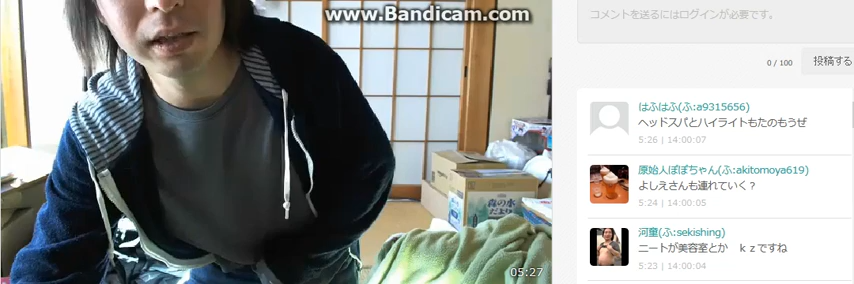 www.Bandicam.com
コメントを送るにはログインが必要です。
0 / 100
投稿する
はふはふ(ふ:a9315656)
ヘッドスパとハイライトもたのもうぜ
5:26 | 14:00:07
原始人ぽぽちゃん(ふ:akitomoya619)
よしえさんも連れていく？
5:24 | 14:00:05
河童(ふ:sekishing)
ニートが美容室とか　ｋｚですね
5:23 | 14:00:04
森の水だより
05:27